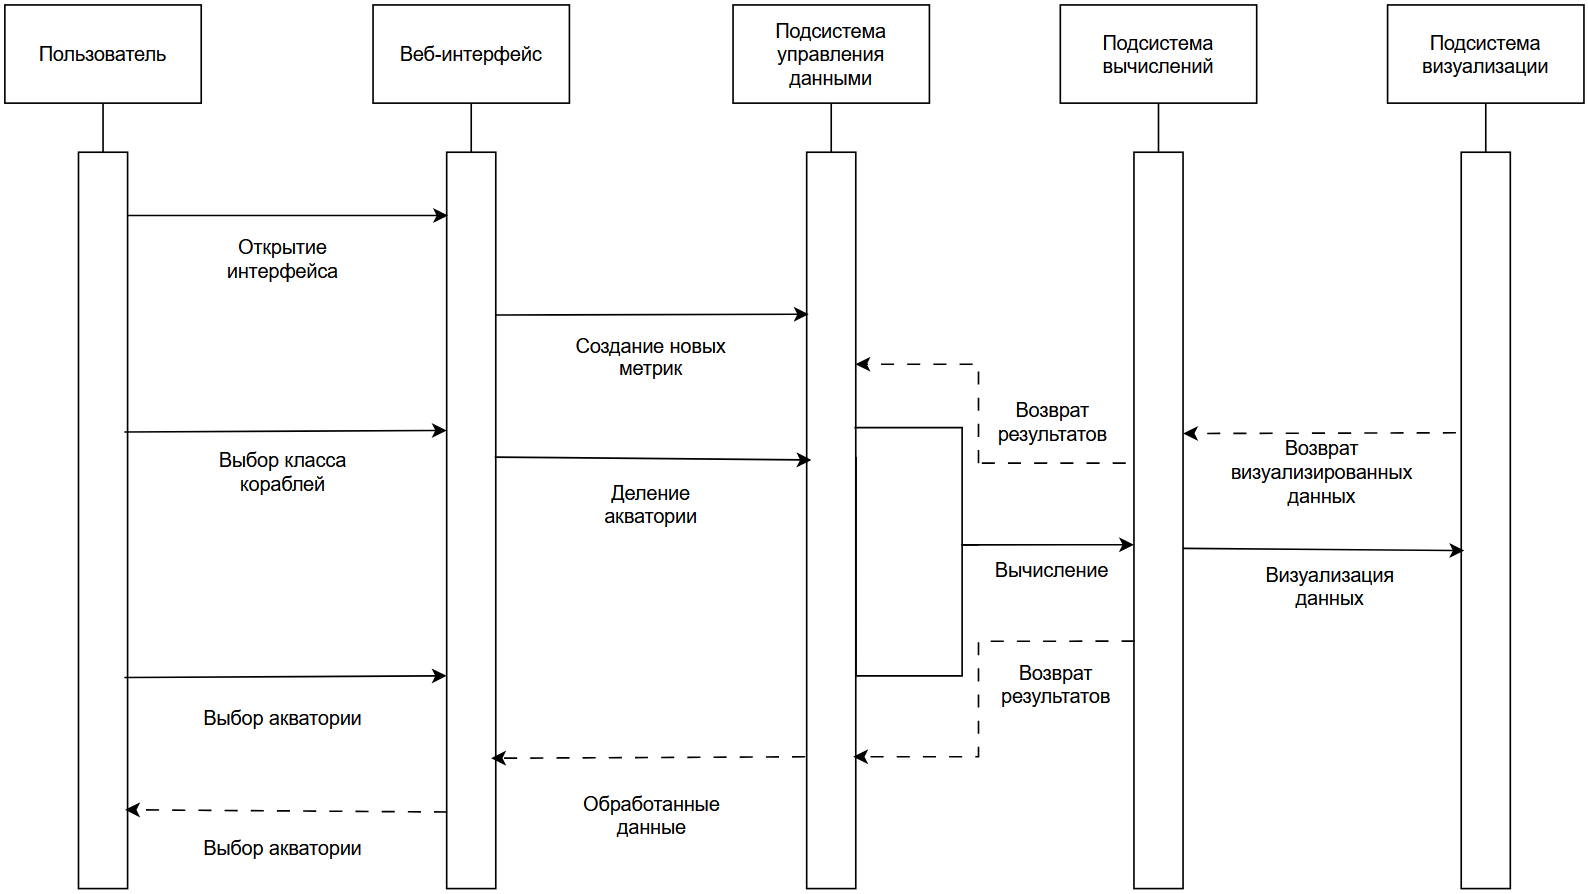 Пользователь
Веб-интерфейс
Подсистема
управления
данными
Подсистема
вычислений
Подсистема
визуализации
Открытие
интерфейса
Создание новых
метрик
Возврат
результатов
Возврат
визуализированных
данных
Выбор класса
кораблей
Деление
акватории
Вычисление
Визуализация
данных
Возврат
результатов
Выбор акватории
Обработанные
данные
Выбор акватории